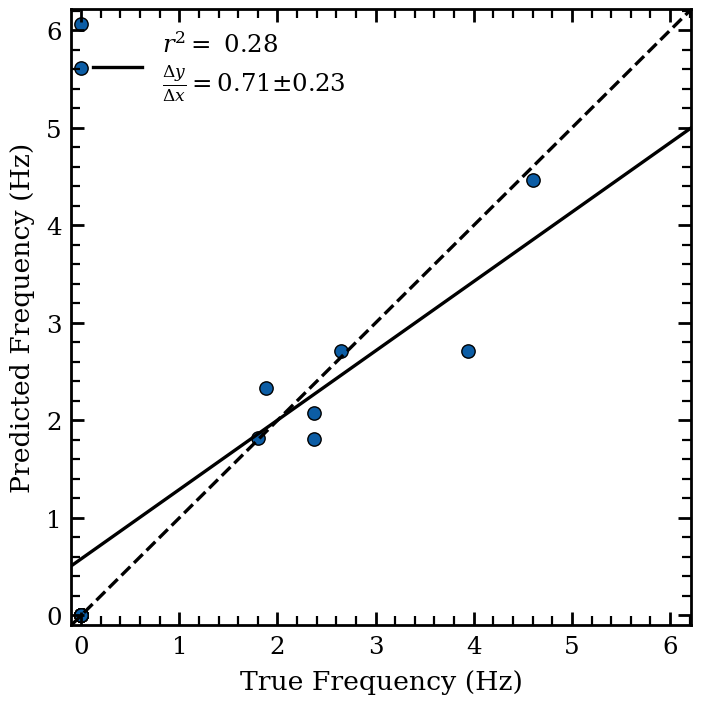 6
5
4
3
2
1
0
r² = 0.28
Δy/Δx = 0.71±0.23
0 1 2 3 4 5 6
True Frequency (Hz)
Predicted Frequency (Hz)